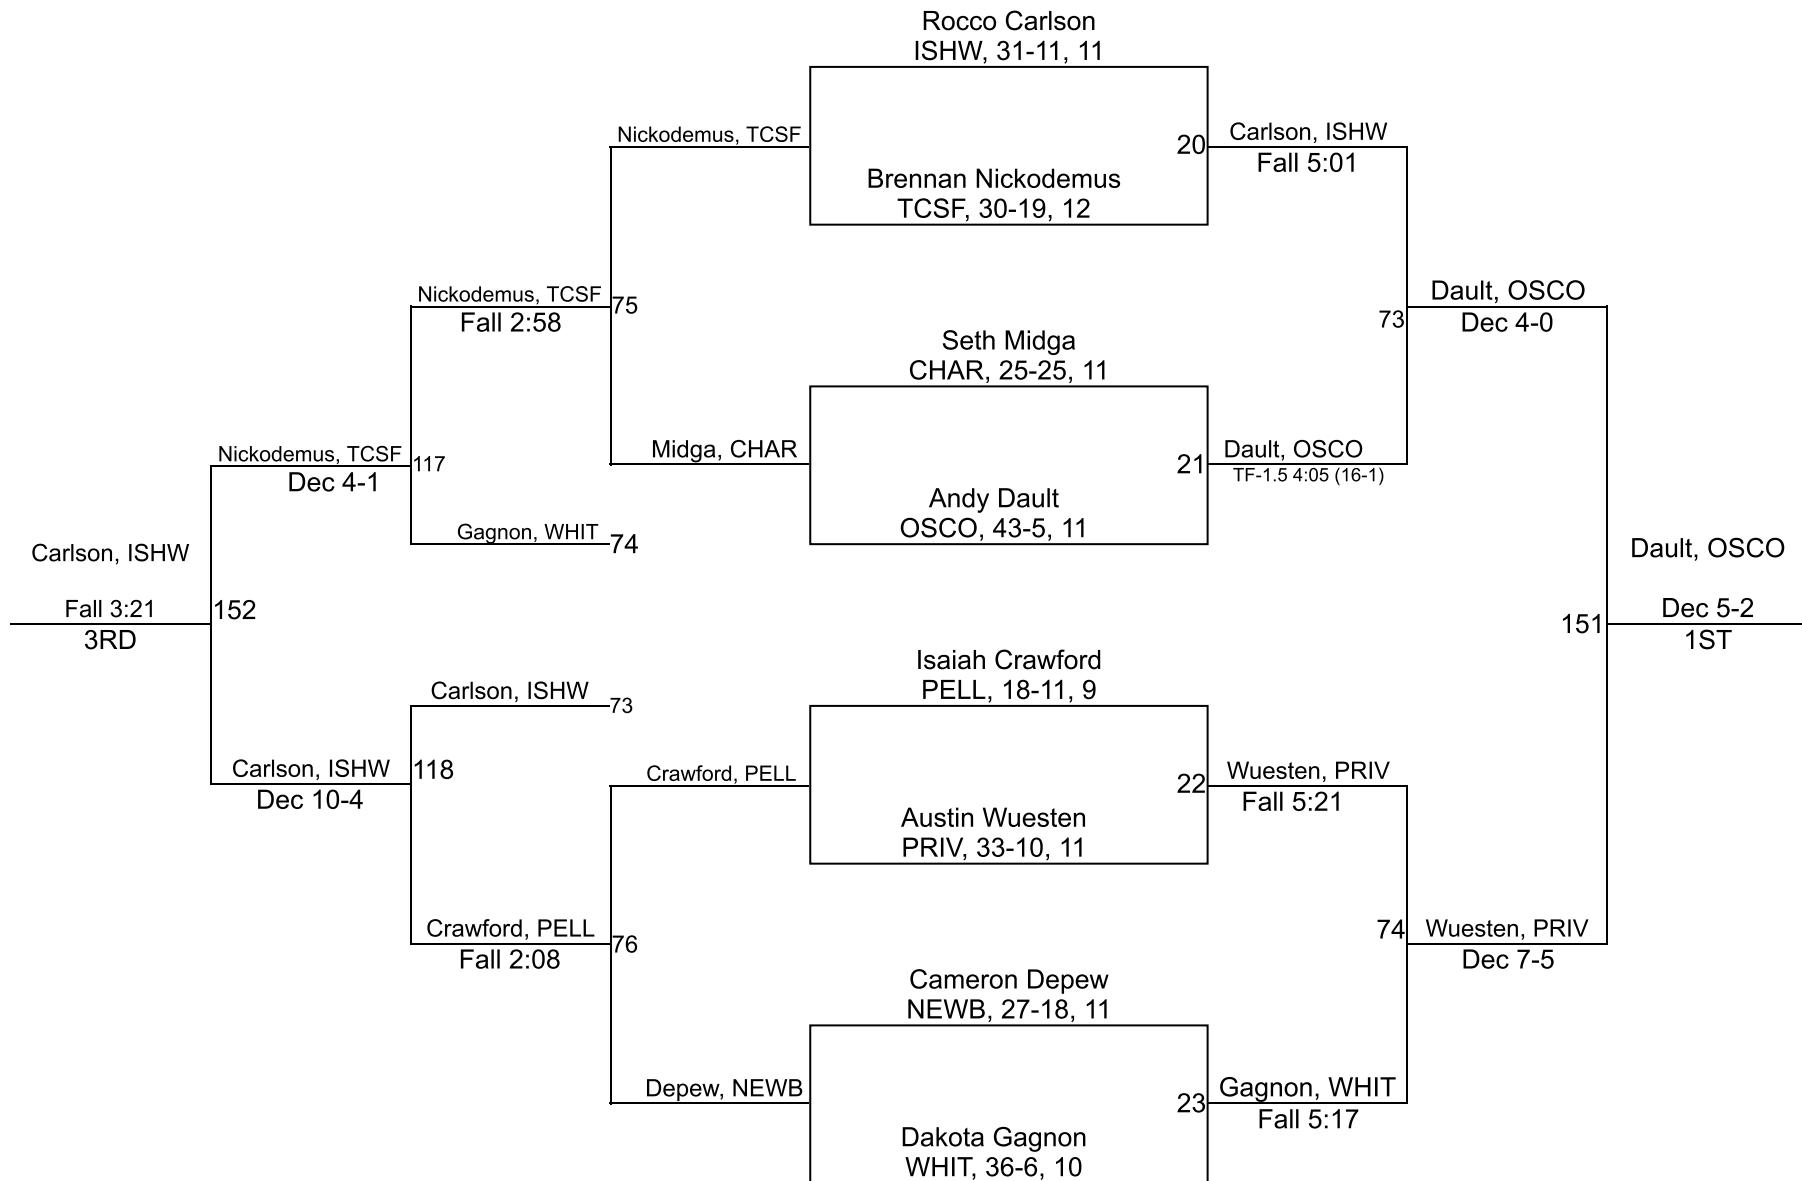 Rocco Carlson
ISHW, 31-11, 11
Nickodemus, TCSF
20
Carlson, ISHW
Fall 5:01
Brennan Nickodemus
TCSF, 30-19, 12
Nickodemus, TCSF
Fall 2:58
75
73
Dault, OSCO
Dec 4-0
Seth Midga
CHAR, 25-25, 11
Nickodemus, TCSF
Dec 4-1
117
Midga, CHAR
21
Dault, OSCO
TF-1.5 4:05 (16-1)
Andy Dault
OSCO, 43-5, 11
Gagnon, WHIT
74
Carlson, ISHW
Fall 3:21
3RD
152
151
Dault, OSCO
Dec 5-2
1ST
Isaiah Crawford
PELL, 18-11, 9
Carlson, ISHW
73
Carlson, ISHW
Dec 10-4
118
Crawford, PELL
22
Wuesten, PRIV
Fall 5:21
Austin Wuesten
PRIV, 33-10, 11
Crawford, PELL
Fall 2:08
76
74
Wuesten, PRIV
Dec 7-5
Cameron Depew
NEWB, 27-18, 11
Depew, NEWB
23
Gagnon, WHIT
Fall 5:17
Dakota Gagnon
WHIT, 36-6, 10